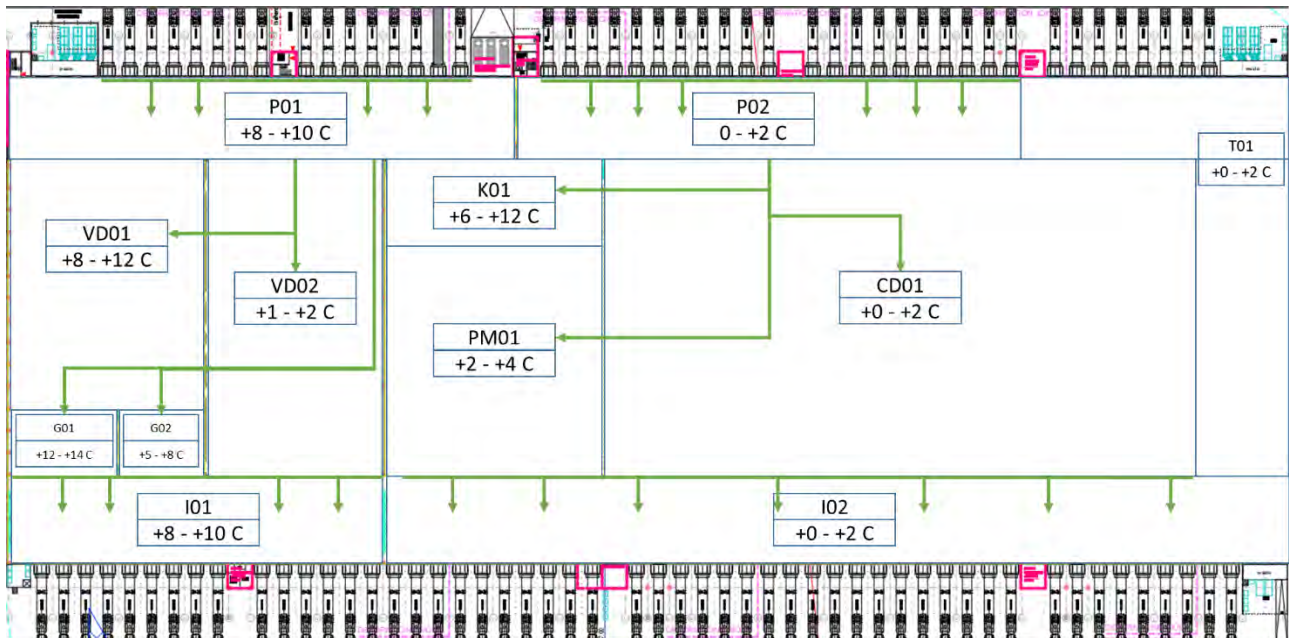 P01
+8 - +10 C
P02
0 - +2 C
T01
+0 - +2 C
K01
+6 - +12 C
VD01
+8 - +12 C
VD02
+1 - +2 C
CD01
+0 - +2 C
PM01
+2 - +4 C
G01
+12 - +14 C
G02
+5 - +8 C
I01
+8 - +10 C
I02
+0 - +2 C